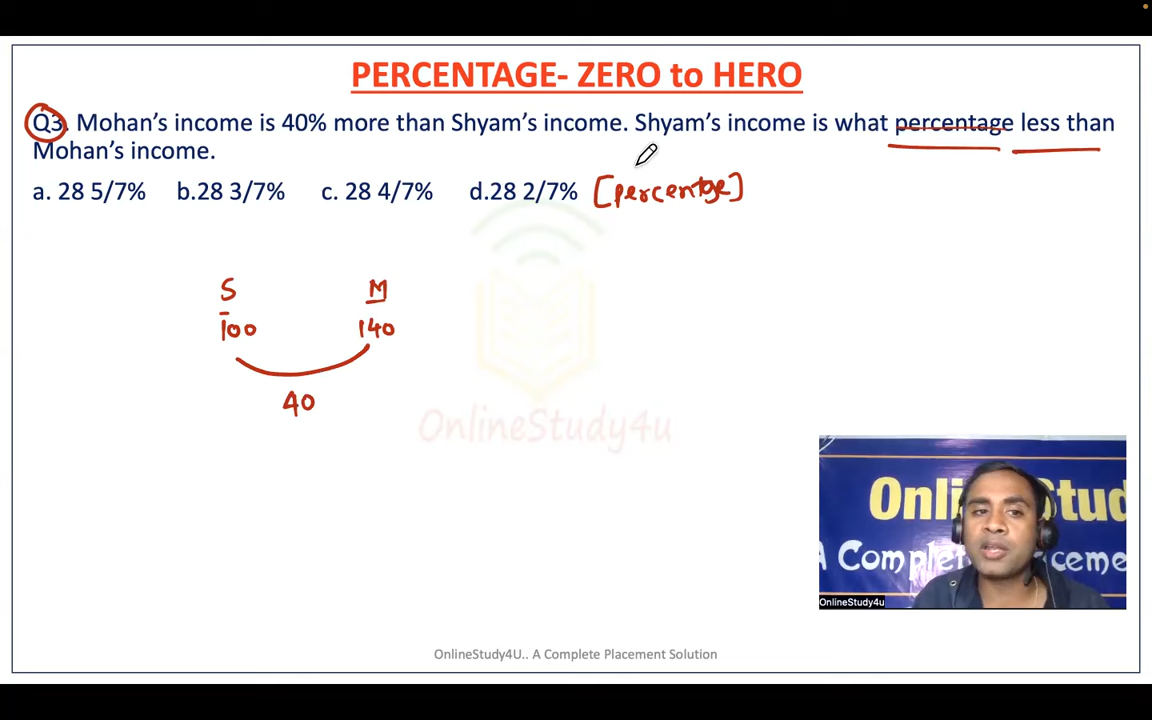 PERCENTAGE- ZERO to HERO
Q3. Mohan's income is 40% more than Shyam's income. Shyam's income is what percentage less than
Mohan's income.
a. 28 5/7% b.28 3/7% c. 28 4/7% d.28 2/7% [percentge]
S M
100 140
40
OnlineStudy4u
A Complete
OnlineStudy4u
OnlineStudy4U.. A Complete Placement Solution